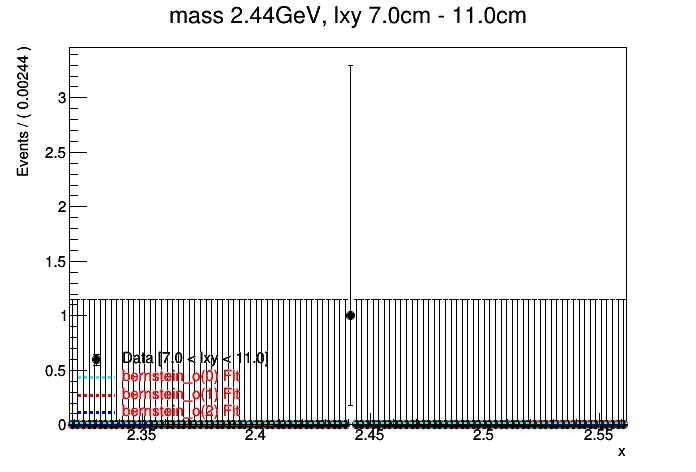 mass 2.44GeV, lxy 7.0cm - 11.0cm
Events / ( 0.00244 )
3
2.5
2
1.5
1
0.5
0
Data [7.0 < lxy < 11.0]
bernstein_o(0) Fit
bernstein_o(1) Fit
bernstein_o(2) Fit
2.35 2.4 2.45 2.5 2.55
x